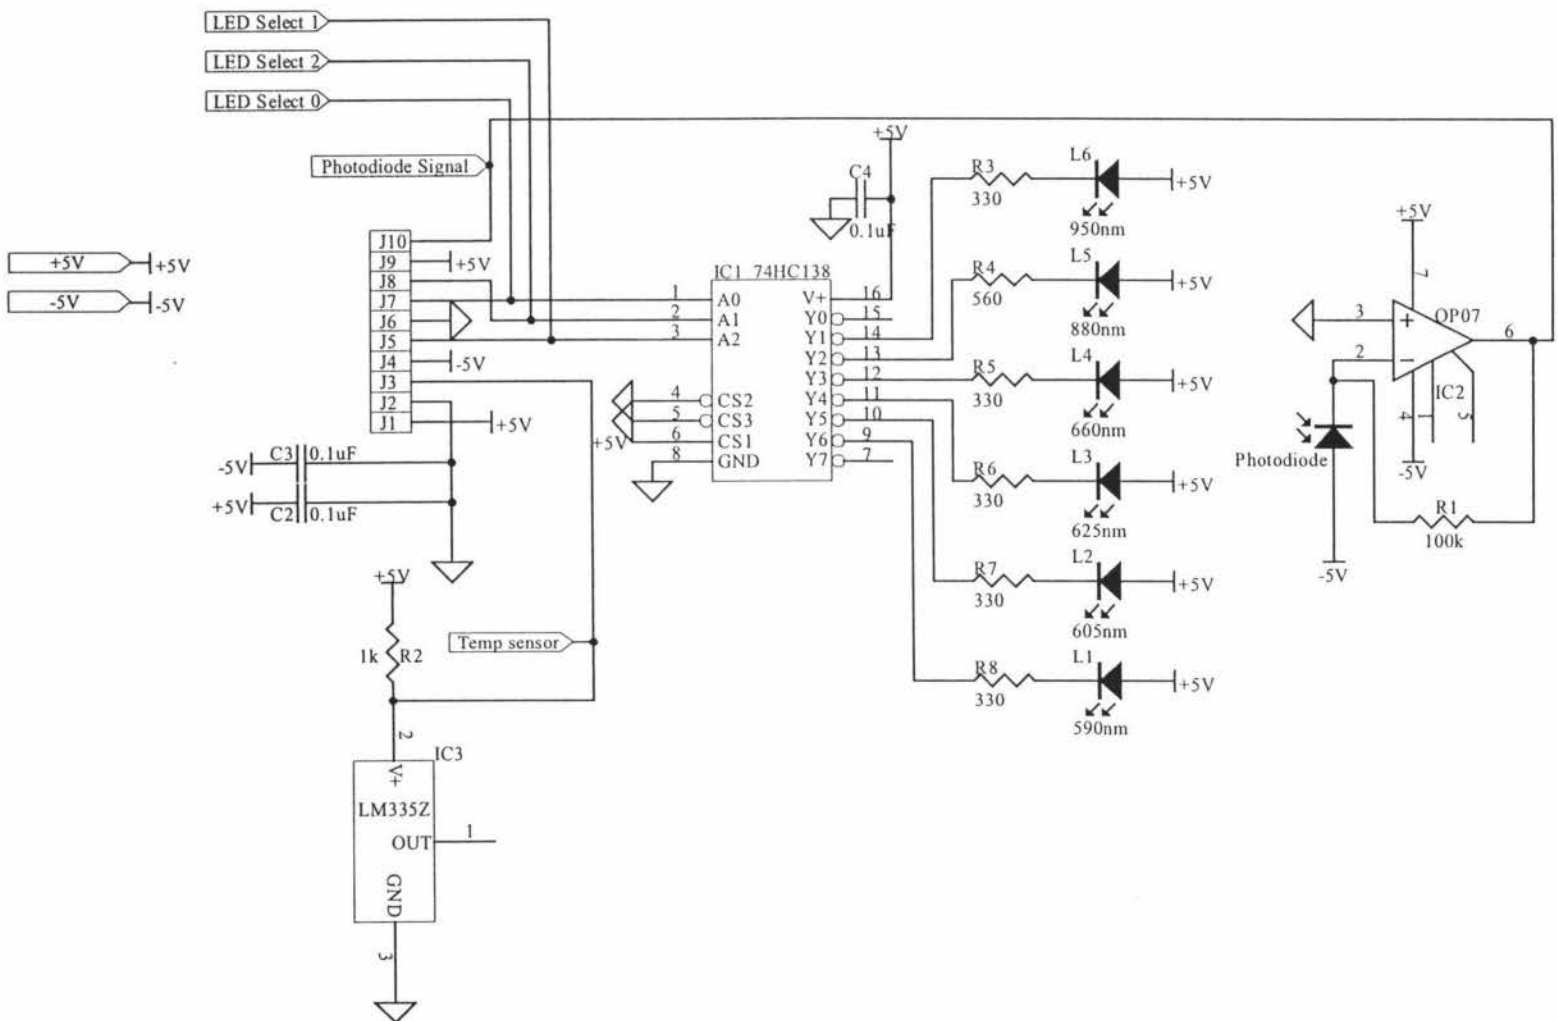 LED Select 1
LED Select 2
LED Select 0
Photodiode Signal
+5V
+5V
-5V
-5V
J10
J9
+5V
J8
J7
J6
J5
J4
-5V
J3
J2
J1
+5V
-5V
C3
0.1uF
+5V
C2
0.1uF
+5V
1k
R2
Temp sensor
2
IC3
V+
LM335Z
OUT
1
GND
3
+5V
C4
0.1uF
IC1 74HC138
1
A0
2
A1
3
A2
4
CS2
5
CS3
+5V
6
CS1
8
GND
V+
16
Y0
15
Y1
14
Y2
13
Y3
12
Y4
11
Y5
10
Y6
9
Y7
7
R3
330
L6
+5V
950nm
R4
560
L5
+5V
880nm
R5
330
L4
+5V
660nm
R6
330
L3
+5V
625nm
R7
330
L2
+5V
605nm
R8
330
L1
+5V
590nm
+5V
7
3
+
OP07
6
2
−
IC2
4
1
5
-5V
Photodiode
R1
100k
-5V